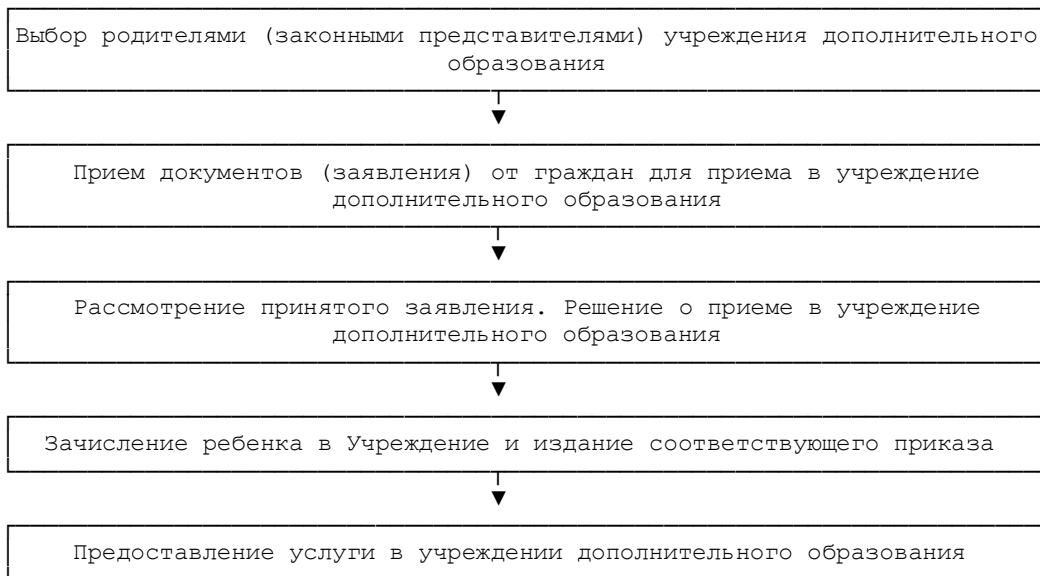 Выбор родителями (законными представителями) учреждения дополнительного
образования
Прием документов (заявления) от граждан для приема в учреждение
дополнительного образования
Рассмотрение принятого заявления. Решение о приеме в учреждение
дополнительного образования
Зачисление ребенка в Учреждение и издание соответствующего приказа
Предоставление услуги в учреждении дополнительного образования